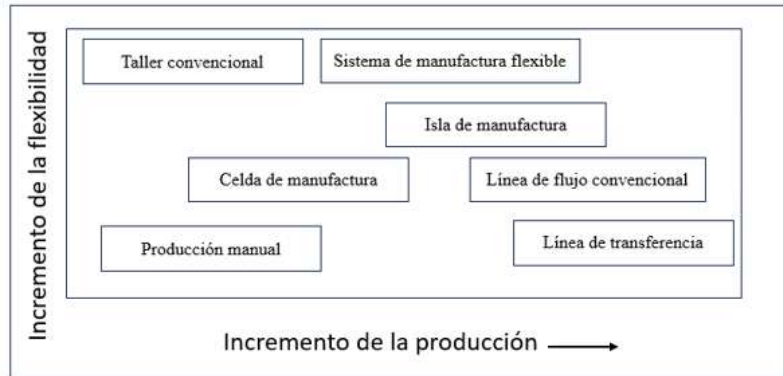 Incremento de la flexibilidad
Taller convencional
Sistema de manufactura flexible
Isla de manufactura
Celda de manufactura
Línea de flujo convencional
Producción manual
Línea de transferencia
Incremento de la producción